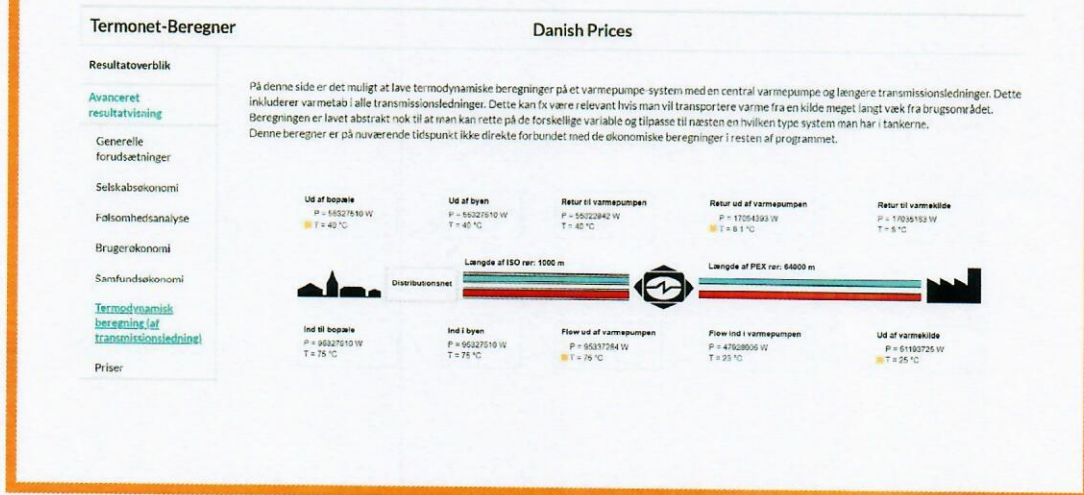 Termonet-Beregner
Danish Prices
Resultatoverblik
Avanceret
resultatvisning
Generelle
forudsætninger
Selskabsøkonomi
Følsomhedsanalyse
Brugerøkonomi
Samfundsøkonomi
Termodynamisk
beregning (af
transmissionsledning)
Priser
På denne side er det muligt at lave termodynamiske beregninger på et varmepumpe-system med en central varmepumpe og længere transmissionsledninger. Dette
inkluderer varmetab i alle transmissionsledninger. Dette kan fx være relevant hvis man vil transportere varme fra en kilde meget langt væk fra brugsområdet.
Beregningen er lavet abstrakt nok til at man kan rette på de forskellige variable og tilpasse til næsten en hvilken type system man har i tankerne.
Denne beregner er på nuværende tidspunkt ikke direkte forbundet med de økonomiske beregninger i resten af programmet.
Ud af bopæle
T = 40 °C
Ud af byen
T = 40 °C
Retur til varmepumpen
T = 40 °C
Retur ud af varmepumpen
T = 8.1 °C
Retur til varmekilde
Længde af ISO rør: 1000 m
Længde af PEX rør: 64000 m
Distributionsnet
Ind til bopæle
T = 75 °C
Ind i byen
T = 75 °C
Flow ud af varmepumpen
Flow ind i varmepumpen
T = 23 °C
Ud af varmekilde
T = 25 °C